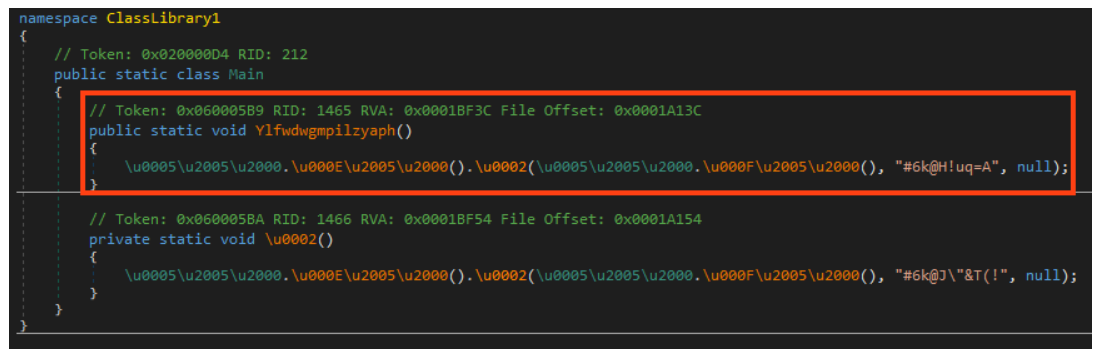 namespace ClassLibrary1
{
// Token: 0x020000D4 RID: 212
public static class Main
{
// Token: 0x060005B9 RID: 1465 RVA: 0x0001BF3C File Offset: 0x0001A13C
public static void Ylfwdwgmpilzyaph()
{
\u0005\u2005\u2000.\u000E\u2005\u2000().\u0002(\u0005\u2005\u2000.\u000F\u2005\u2000(), "#6k@H!uq=A", null);
}
// Token: 0x060005BA RID: 1466 RVA: 0x0001BF54 File Offset: 0x0001A154
private static void \u0002()
{
\u0005\u2005\u2000.\u000E\u2005\u2000().\u0002(\u0005\u2005\u2000.\u000F\u2005\u2000(), "#6k@J\"&T(!", null);
}
}
}